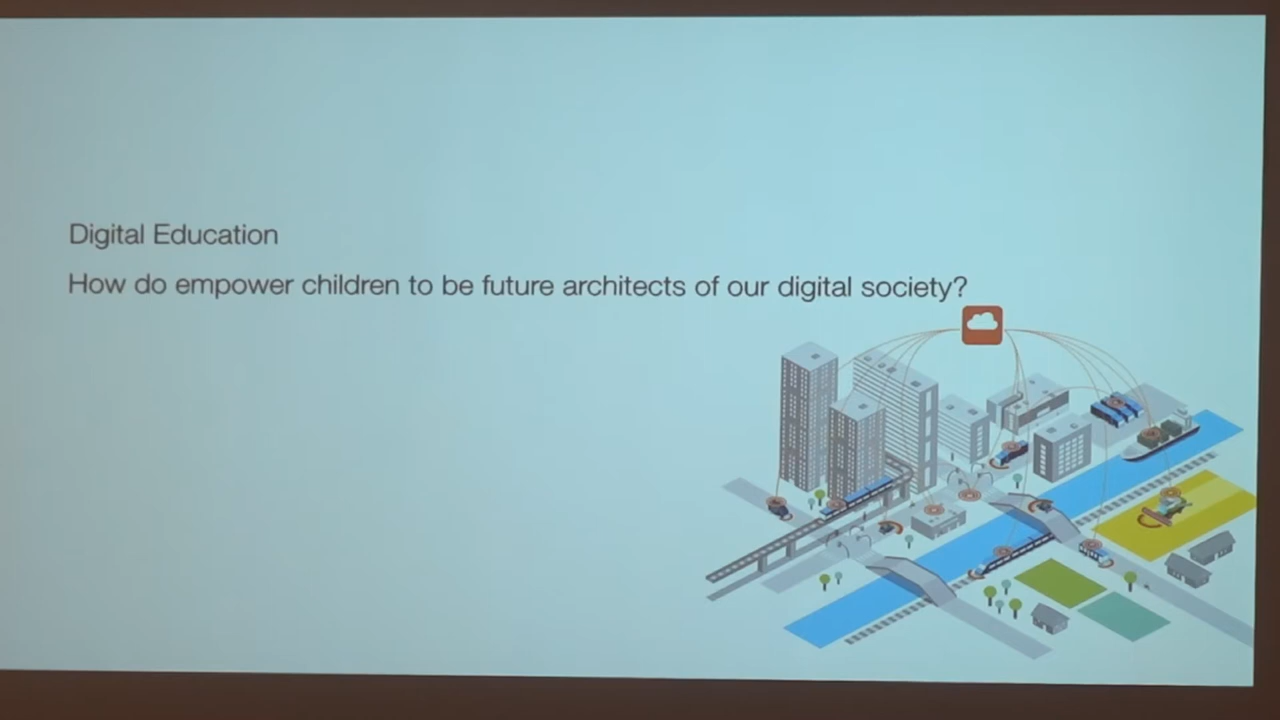 Digital Education
How do empower children to be future architects of our digital society?